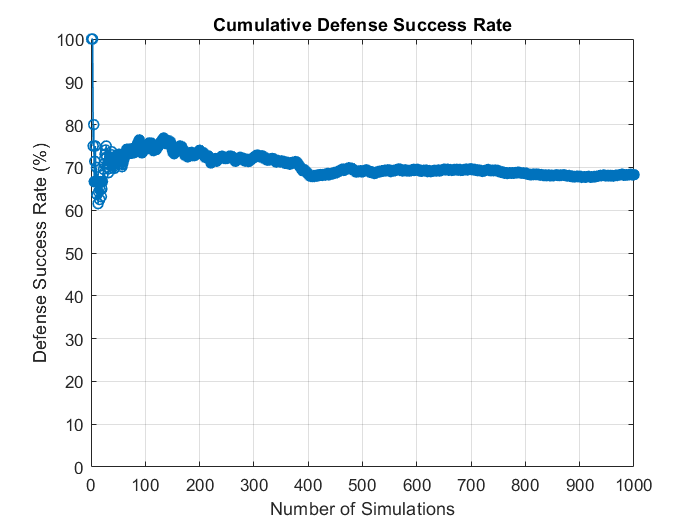 Cumulative Defense Success Rate
Defense Success Rate (%)
100
90
80
70
60
50
40
30
20
10
0
0 100 200 300 400 500 600 700 800 900 1000
Number of Simulations